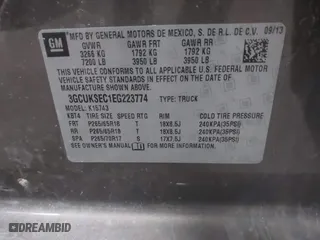 GM
MFD BY GENERAL MOTORS DE MEXICO, S. DE R.L. DE C.V. 09/13
GVWR GAWR FRT GAWR RR
3266 KG 1792 KG 1792 KG
7200 LB 3950 LB 3950 LB
THIS VEHICLE CONFORMS TO ALL APPLICABLE U.S. FEDERAL MOTOR
VEHICLE SAFETY STANDARDS IN EFFECT ON THE DATE OF
MANUFACTURE SHOWN ABOVE.
3GCUKSEC1EG223774 TYPE: TRUCK
K15743
TIRE SIZE SPEED RTG RIM COLD TIRE PRESSURE
FRT P265/65R18 T 18X8.5J 240KPA(35PSI)
RR P265/65R18 T 18X8.5J 240KPA(35PSI)
SPA P265/70R17 S 17X7.5J 240KPA(35PSI)
SEE OWNER'S MANUAL FOR ADDITIONAL INFORMATION.
DIRTYHISTORY